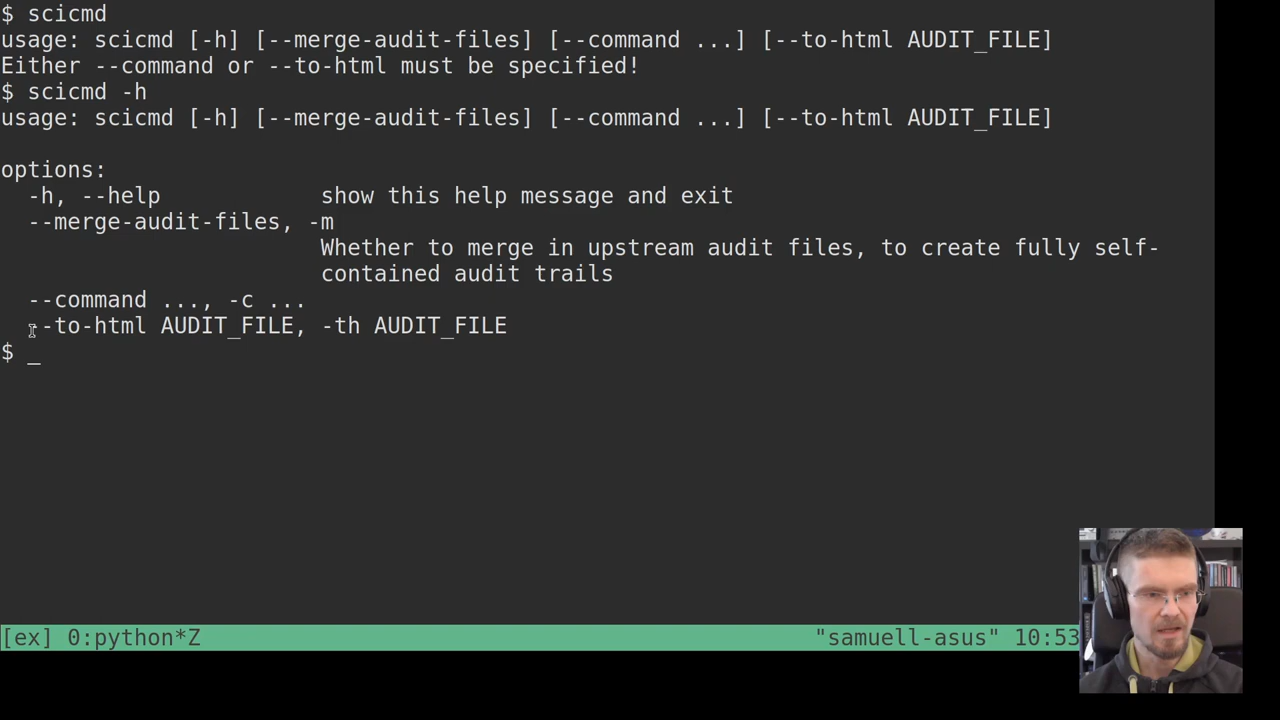 $ scicmd
usage: scicmd [-h] [--merge-audit-files] [--command ...] [--to-html AUDIT_FILE]
Either --command or --to-html must be specified!
$ scicmd -h
usage: scicmd [-h] [--merge-audit-files] [--command ...] [--to-html AUDIT_FILE]
options:
-h, --help show this help message and exit
--merge-audit-files, -m
Whether to merge in upstream audit files, to create fully self-
contained audit trails
--command ..., -c ...
--to-html AUDIT_FILE, -th AUDIT_FILE
$ _
[ex] 0:python*Z "samuell-asus" 10:53